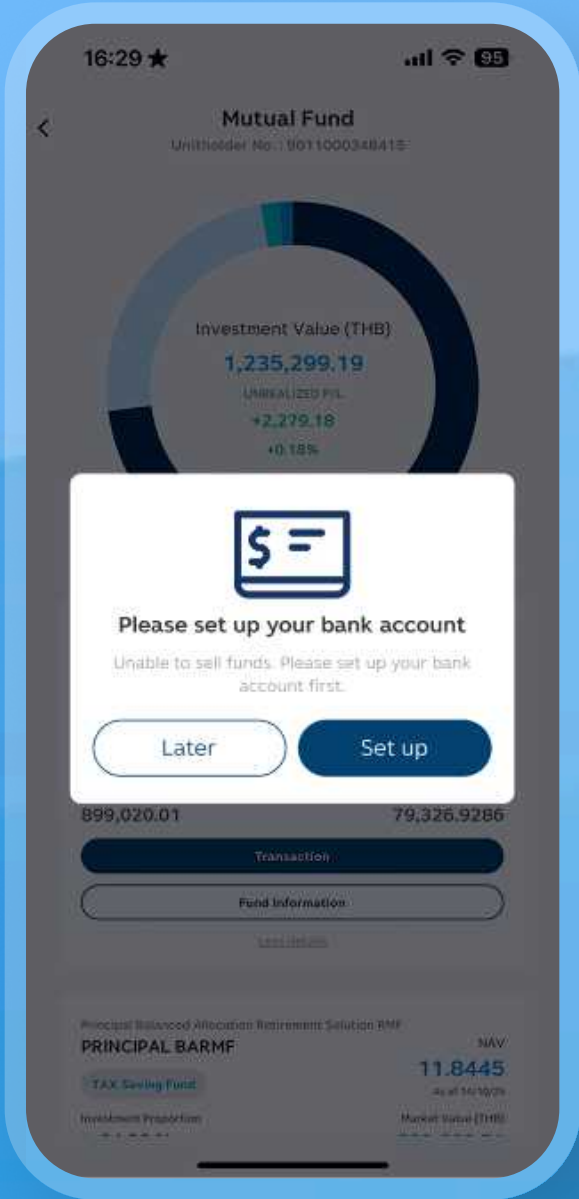 16:29 ★ 95
Mutual Fund
Unitholder No.: 9011000348415
Investment Value (THB)
1,235,299.19
UNREALIZED P/L
+2,279.18
+0.18%
$
Please set up your bank account
Unable to sell funds. Please set up your bank
account first.
Later Set up
899,020.01 79,326.9286
Transaction
Fund Information
Less details
Principal Balanced Allocation Retirement Solution RMF
PRINCIPAL BARMF NAV
11.8445
TAX Saving Fund
Investment Proportion Market Value (THB)